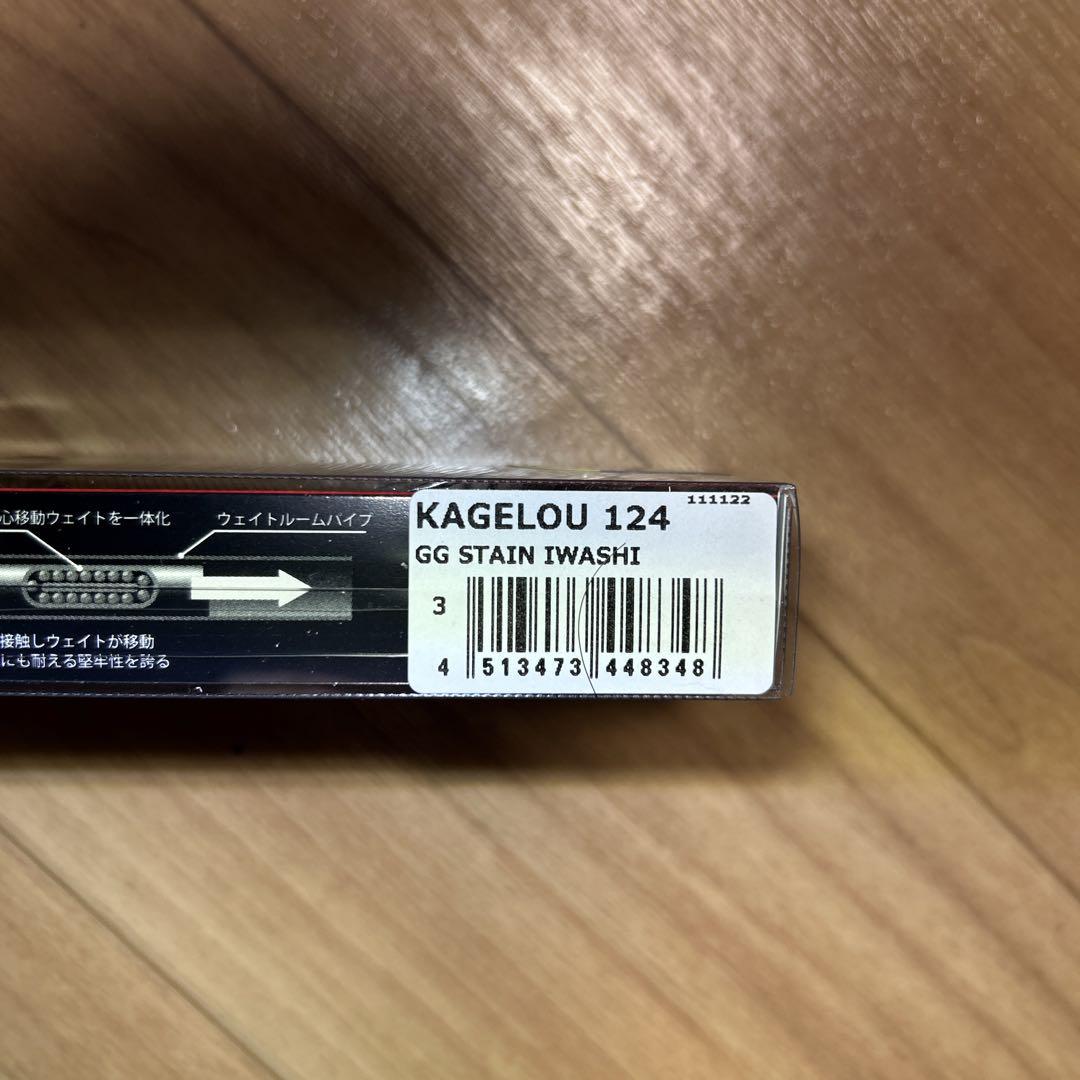 心移動ウェイトを一体化
ウェイトルームパイプ
接触しウェイトが移動
にも耐える堅牢性を誇る
111122
KAGELOU 124
GG STAIN IWASHI
3
4 513473 448348